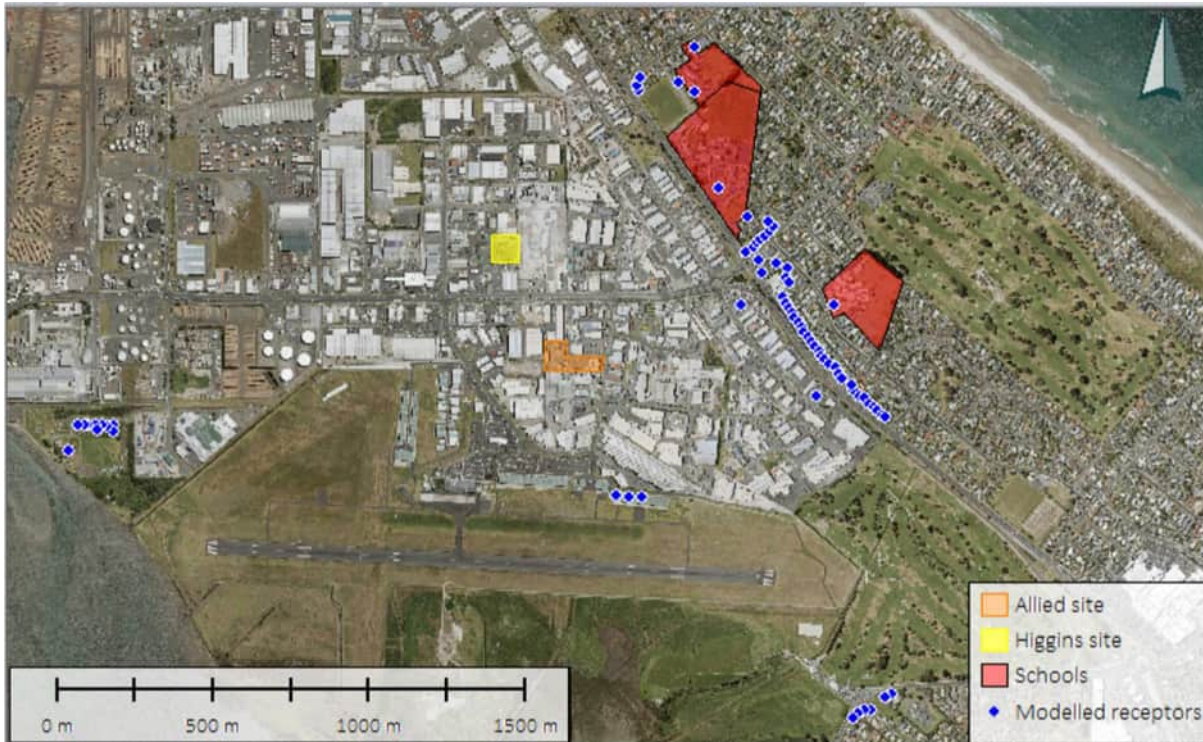 Allied site
Higgins site
Schools
Modelled receptors
0 m 500 m 1000 m 1500 m